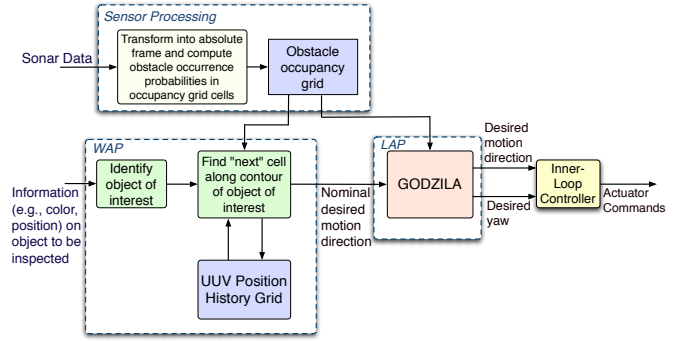 Sensor Processing
Sonar Data
Transform into absolute
frame and compute
obstacle occurrence
probabilities in
occupancy grid cells
Obstacle
occupancy
grid
WAP
Identify
object of
interest
Find "next" cell
along contour
of object of
interest
Information
(e.g., color,
position) on
object to be
inspected
UUV Position
History Grid
Nominal
desired
motion
direction
LAP
GODZILA
Desired
motion
direction
Desired
yaw
Inner-
Loop
Controller
Actuator
Commands